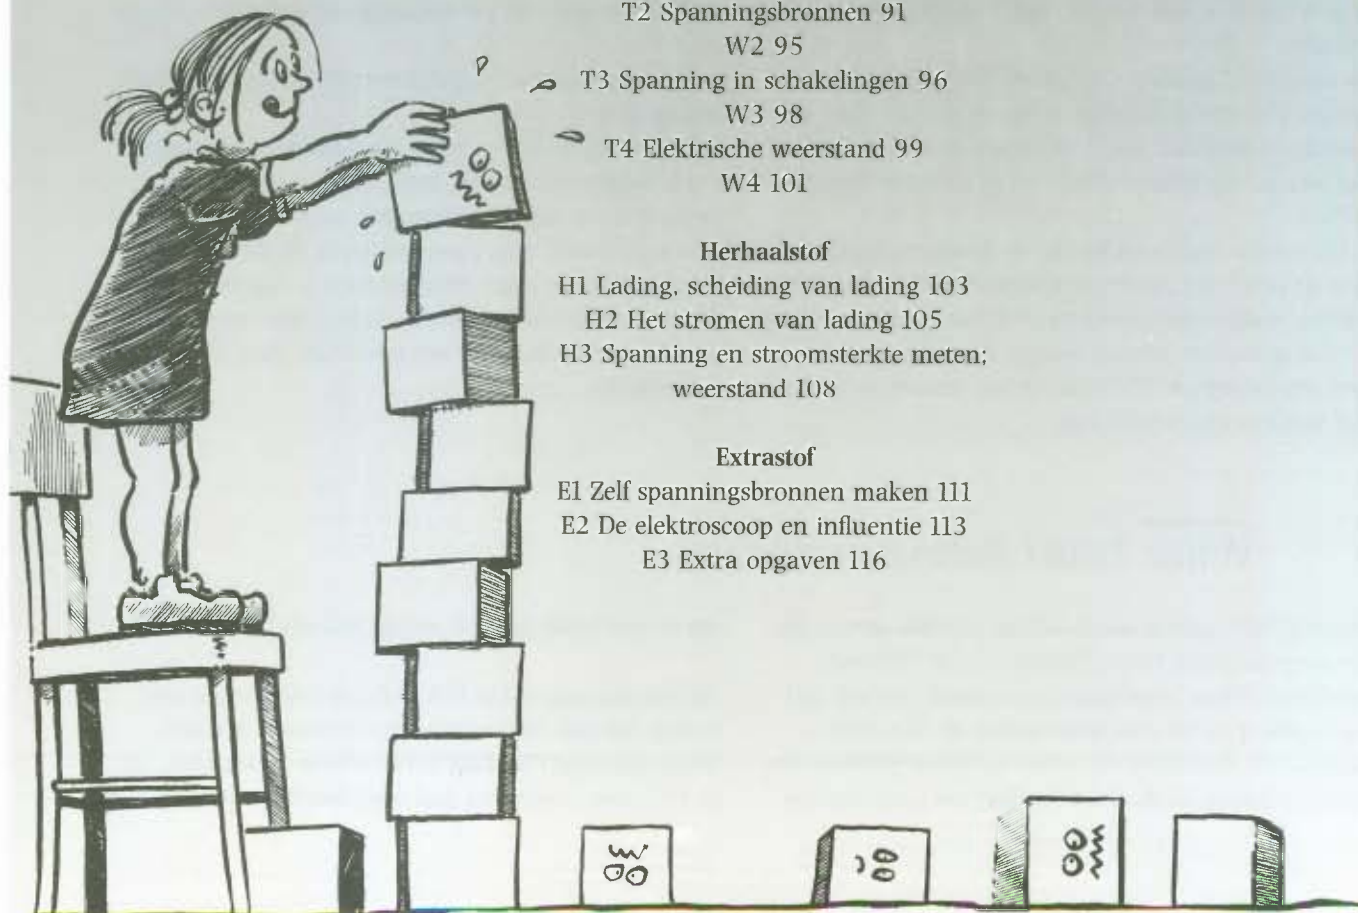 T2 Spanningsbronnen 91
W2 95
T3 Spanning in schakelingen 96
W3 98
T4 Elektrische weerstand 99
W4 101
Herhaalstof
H1 Lading, scheiding van lading 103
H2 Het stromen van lading 105
H3 Spanning en stroomsterkte meten;
weerstand 108
Extrastof
E1 Zelf spanningsbronnen maken 111
E2 De elektroscoop en influentie 113
E3 Extra opgaven 116